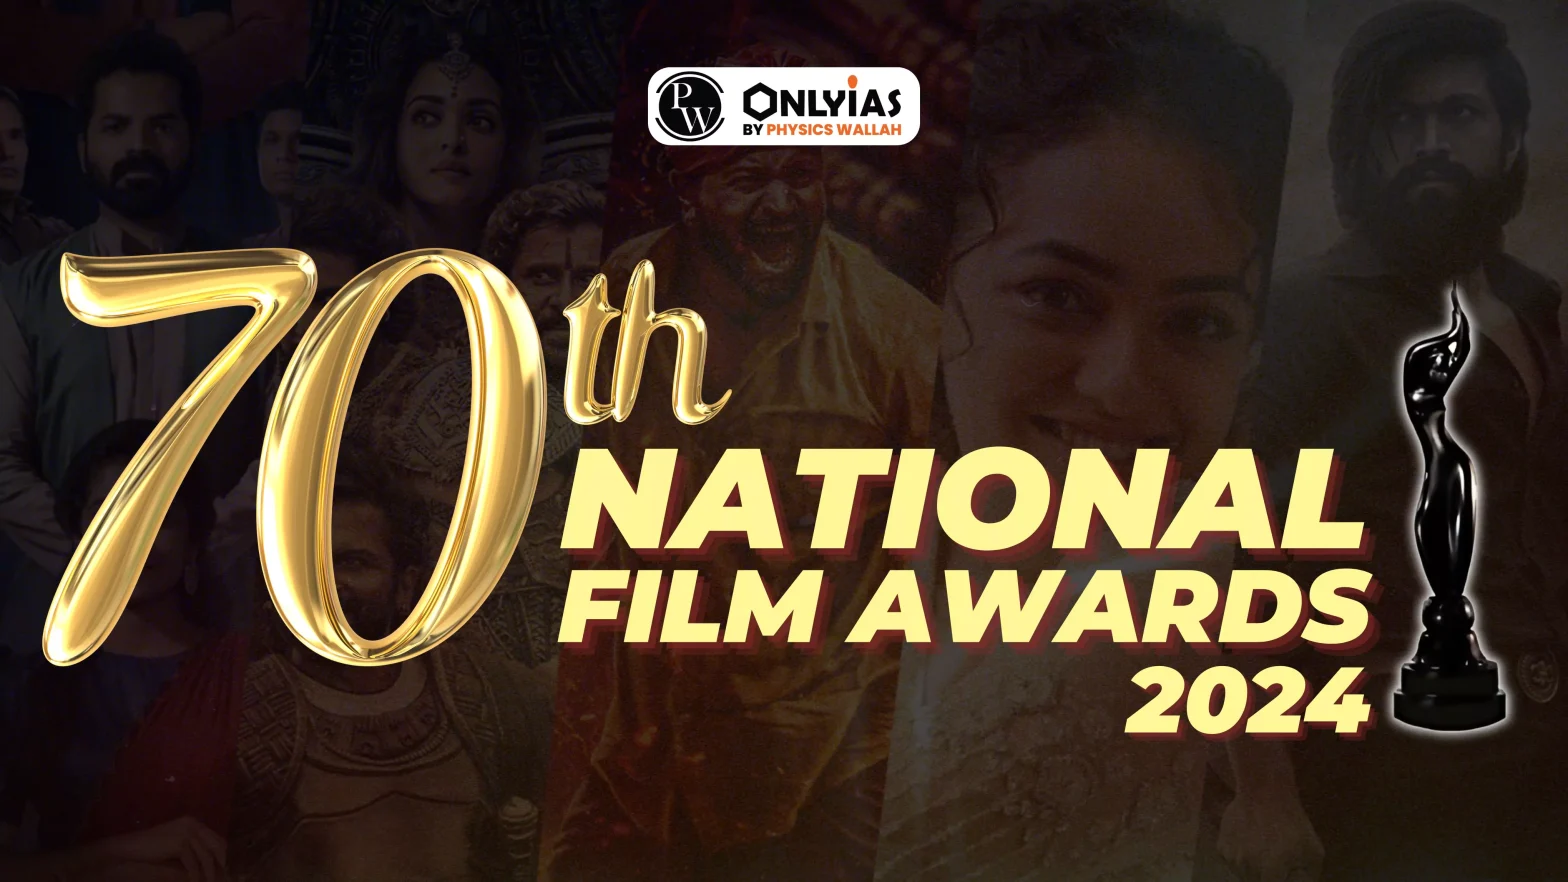 PW ONLYIAS
BY PHYSICS WALLAH
70th
NATIONAL
FILM AWARDS
2024